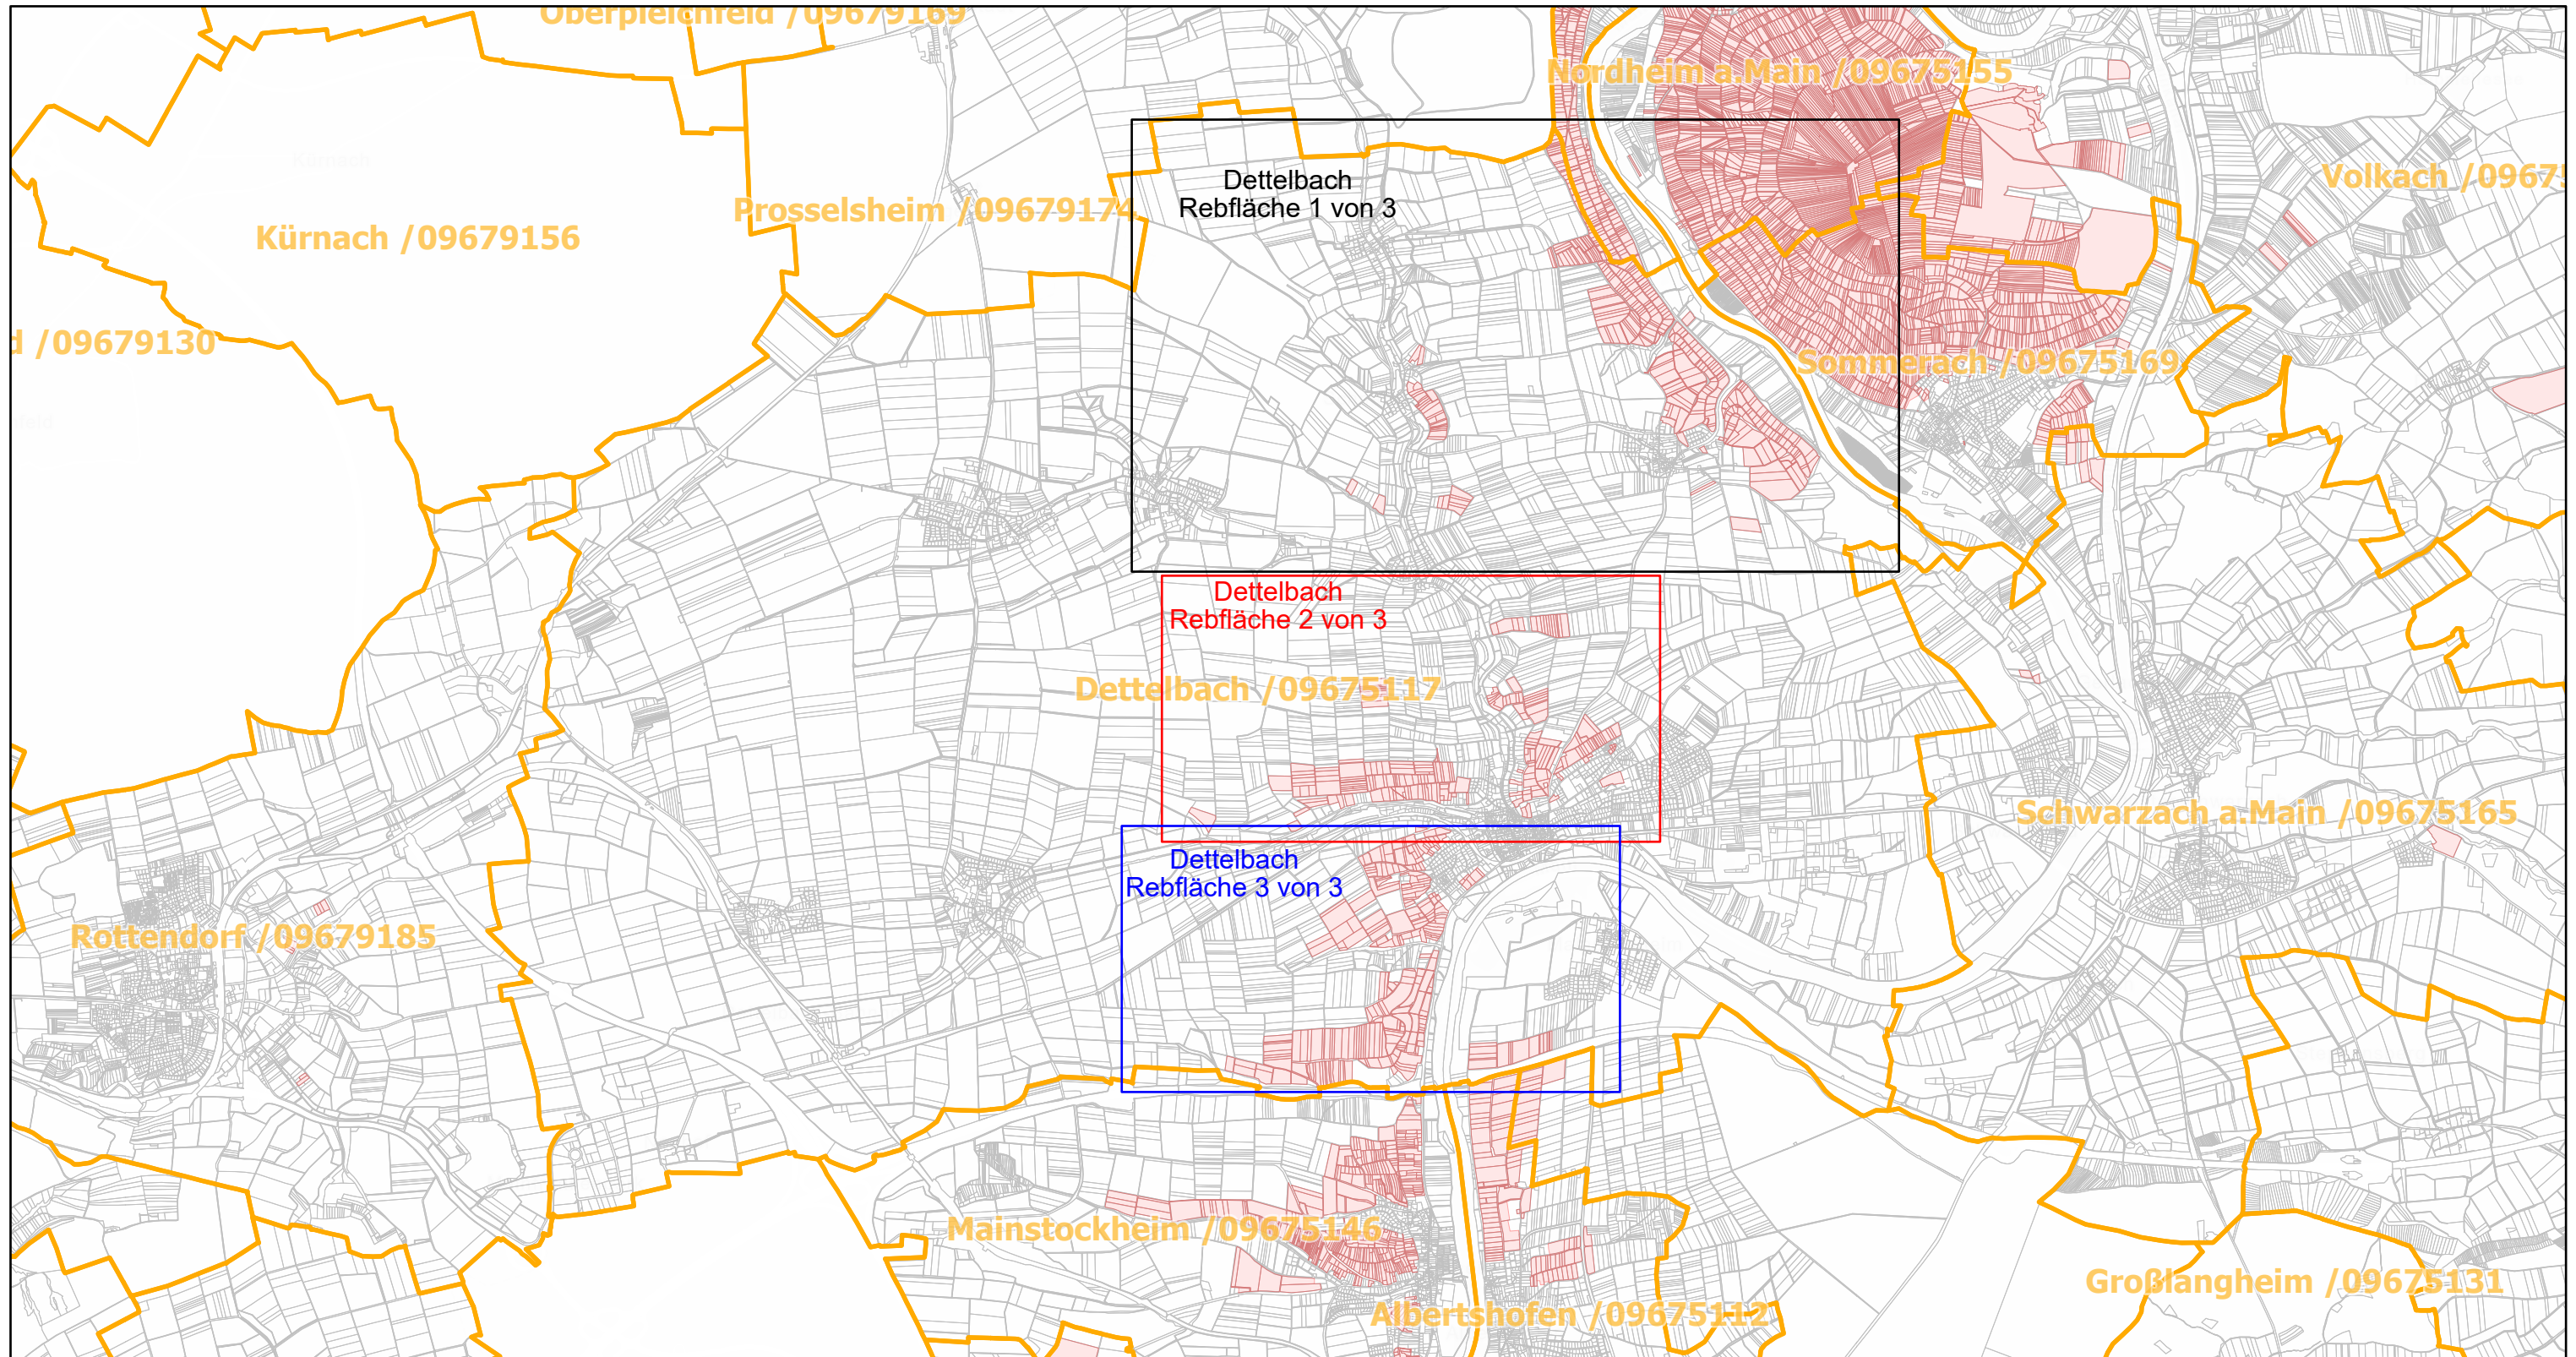 Oberpleichfeld /09679169
Nordheim a.Main /09675155
Kürnach
Volkach /0967
Dettelbach
Rebfläche 1 von 3
Prosselsheim /09679174
Kürnach /09679156
d /09679130
Sommerach /09675169
Dettelbach
Rebfläche 2 von 3
Dettelbach /09675117
Schwarzach a.Main /09675165
Dettelbach
Rebfläche 3 von 3
Rottendorf /09679185
Mainstockheim /09675146
Großlangheim /09675131
Albertshofen /09675112